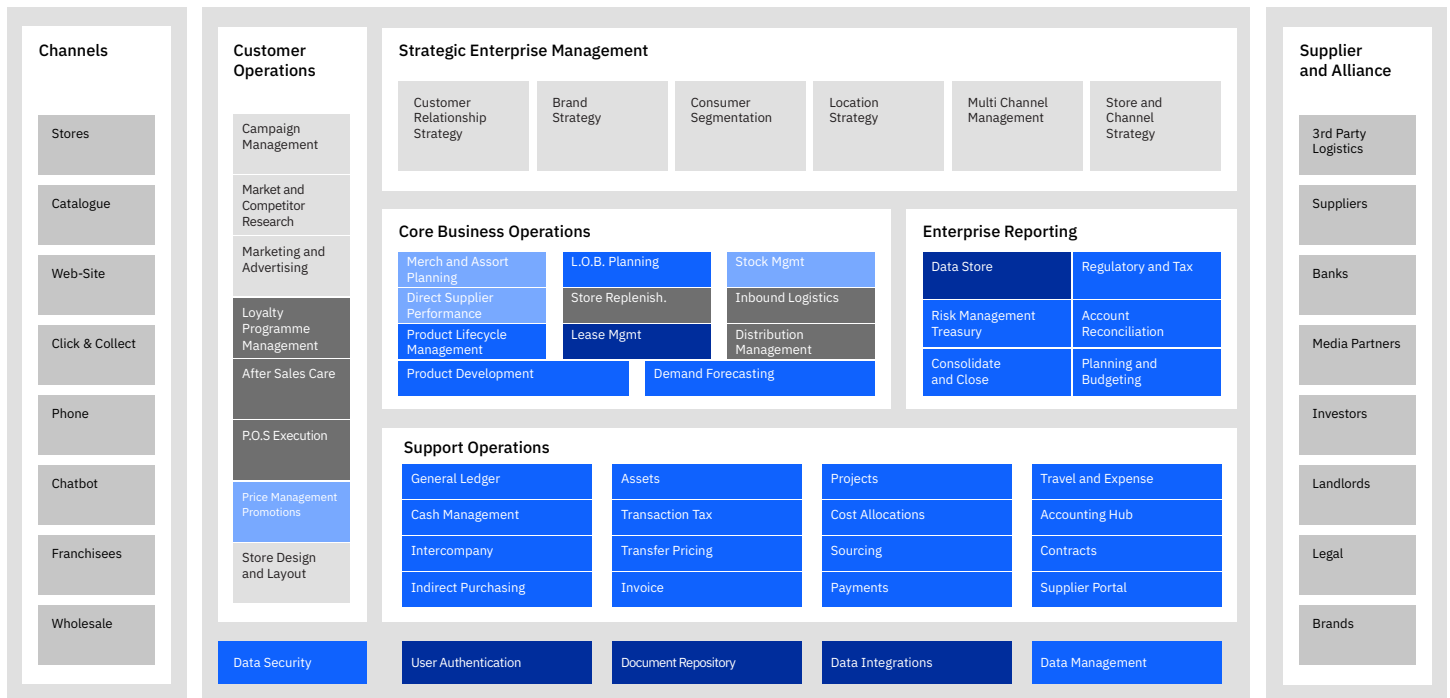 Channels
Stores
Catalogue
Web-Site
Click & Collect
Phone
Chatbot
Franchisees
Wholesale
Customer
Operations
Campaign
Management
Market and
Competitor
Research
Marketing and
Advertising
Loyalty
Programme
Management
After Sales Care
P.O.S Execution
Price Management
Promotions
Store Design
and Layout
Strategic Enterprise Management
Customer
Relationship
Strategy
Brand
Strategy
Consumer
Segmentation
Location
Strategy
Multi Channel
Management
Store and
Channel
Strategy
Core Business Operations
Merch and Assort
Planning
L.O.B. Planning
Stock Mgmt
Direct Supplier
Performance
Store Replenish.
Inbound Logistics
Product Lifecycle
Management
Lease Mgmt
Distribution
Management
Product Development
Demand Forecasting
Enterprise Reporting
Data Store
Regulatory and Tax
Risk Management
Treasury
Account
Reconciliation
Consolidate
and Close
Planning and
Budgeting
Support Operations
General Ledger
Assets
Projects
Travel and Expense
Cash Management
Transaction Tax
Cost Allocations
Accounting Hub
Intercompany
Transfer Pricing
Sourcing
Contracts
Indirect Purchasing
Invoice
Payments
Supplier Portal
Data Security
User Authentication
Document Repository
Data Integrations
Data Management
Supplier
and Alliance
3rd Party
Logistics
Suppliers
Banks
Media Partners
Investors
Landlords
Legal
Brands